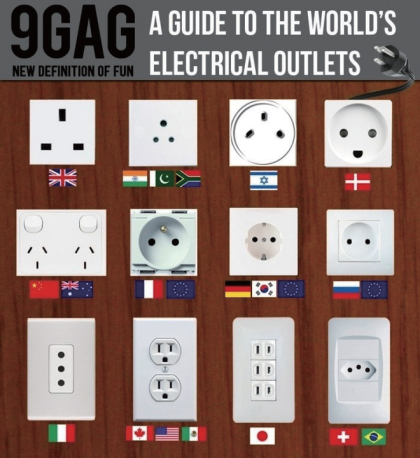 9GAG
NEW DEFINITION OF FUN
A GUIDE TO THE WORLD'S
ELECTRICAL OUTLETS